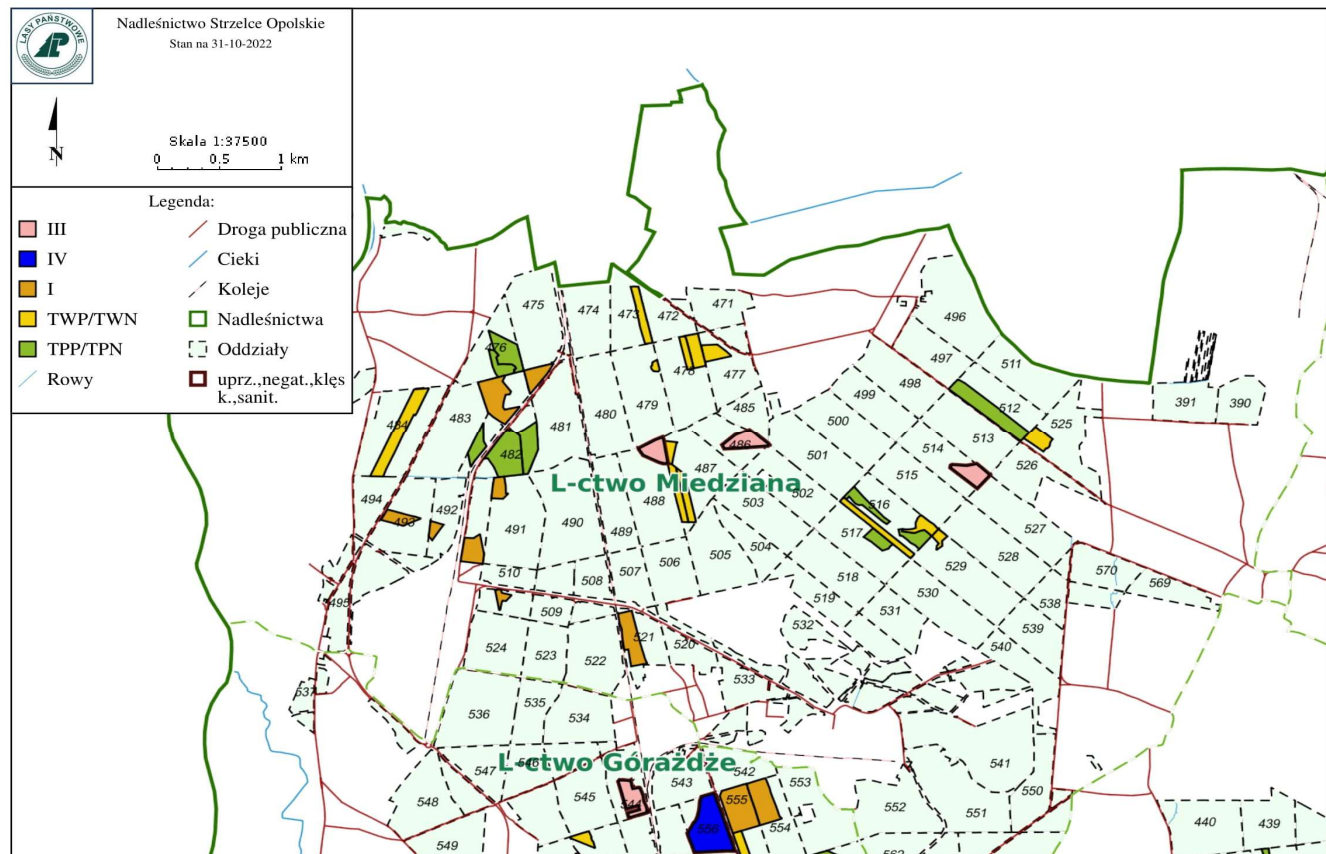 LASY PAŃSTWOWE
Nadleśnictwo Strzelce Opolskie
Stan na 31-10-2022
N
Skala 1:37500
0 0.5 1 km
Legenda:
III
IV
I
TWP/TWN
TPP/TPN
Rowy
Droga publiczna
Cieki
Koleje
Nadleśnictwa
Oddziały
uprz.,negat.,klęs
k.,sanit.
475 474 473 472 471
496
476 478 477 497 511
498
391 390
483 484 481 480 479 485 499 512 525
500 514 513
482 486 501 515 526
L-ctwo Miedziana
487 488 502 503 516
494 493 492 491 490 489 517 527
504 505 506 507 528
510 508 518 529 570 569
495 509 519 530 531 538
524 523 522 521 520 532 539 540
537 533
536 535 534
L-ctwo Górażdże
547 546 543 542 553 541
548 545 544 555 552 550
549 556 554 551 440 439
562